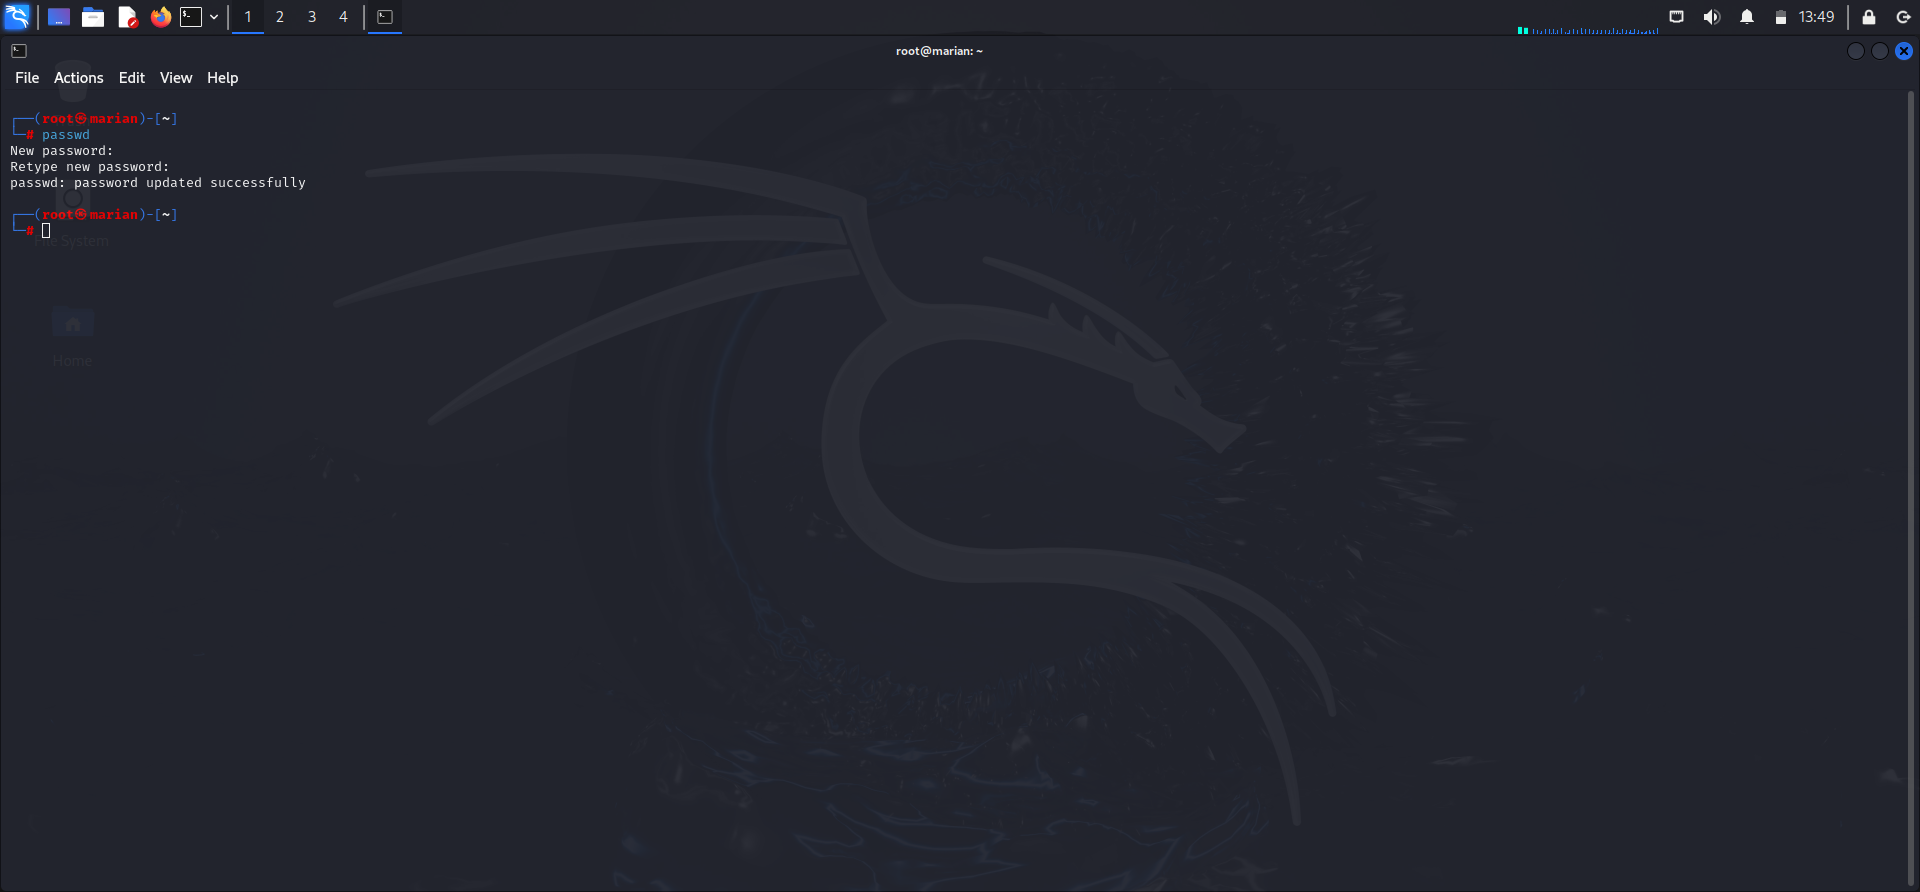 1 2 3 4 13:49
root@marian: ~
File Actions Edit View Help
┌──(root㉿marian)-[~]
└─# passwd
New password:
Retype new password:
passwd: password updated successfully
┌──(root㉿marian)-[~]
└─#
File System
Home